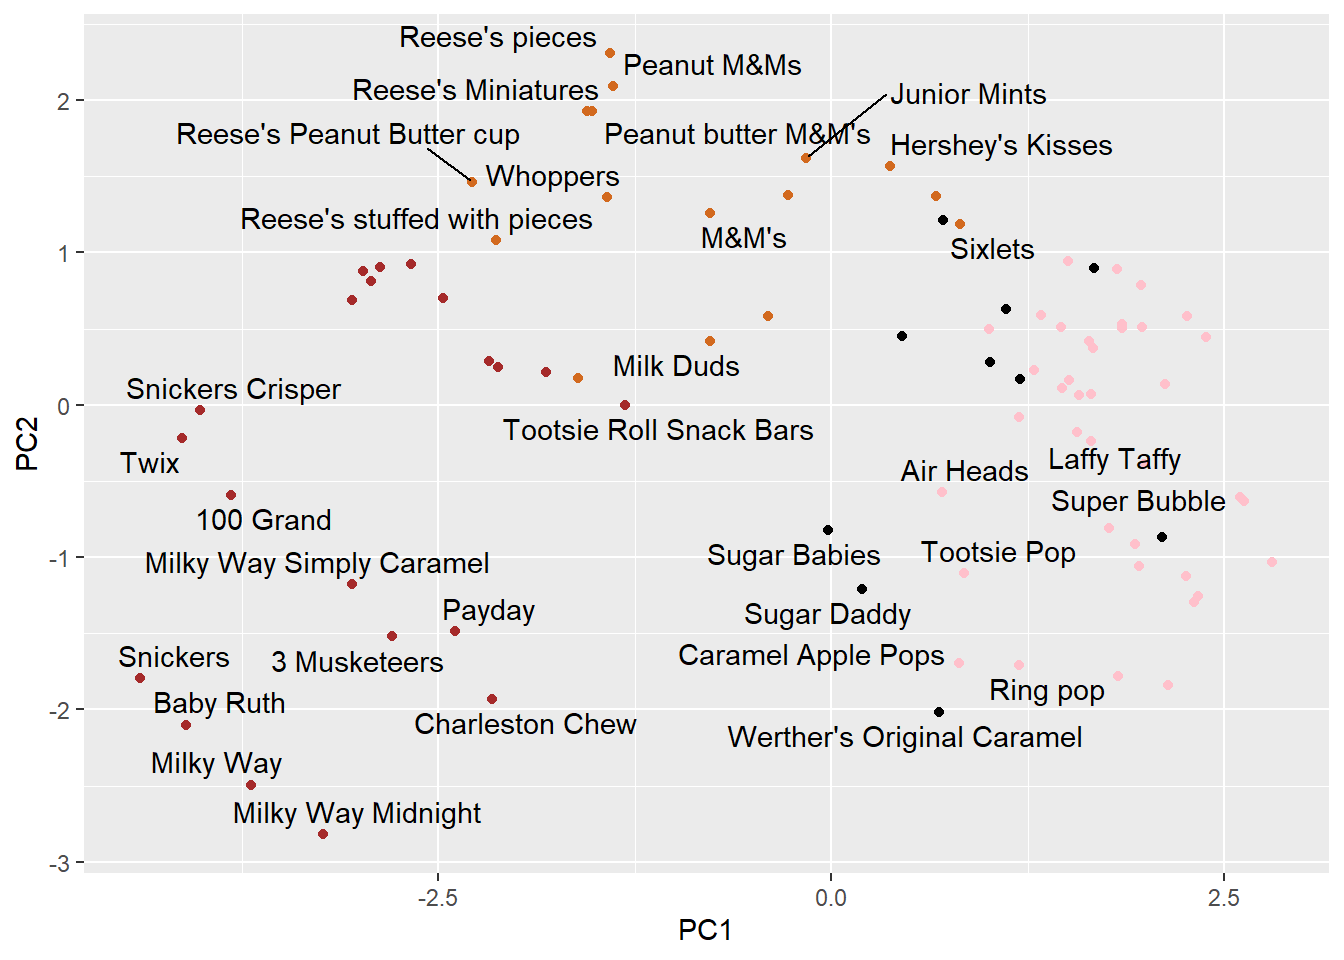 Reese's pieces
Peanut M&Ms
Reese's Miniatures
Junior Mints
Reese's Peanut Butter cup
Peanut butter M&M's
Hershey's Kisses
Whoppers
Reese's stuffed with pieces
M&M's
Sixlets
Milk Duds
Snickers Crisper
Tootsie Roll Snack Bars
Twix
Air Heads
Laffy Taffy
100 Grand
Super Bubble
Milky Way Simply Caramel
Sugar Babies
Tootsie Pop
Payday
Sugar Daddy
Snickers
3 Musketeers
Caramel Apple Pops
Baby Ruth
Ring pop
Charleston Chew
Werther's Original Caramel
Milky Way
Milky Way Midnight
2
1
0
-1
-2
-3
PC2
-2.5
0.0
2.5
PC1